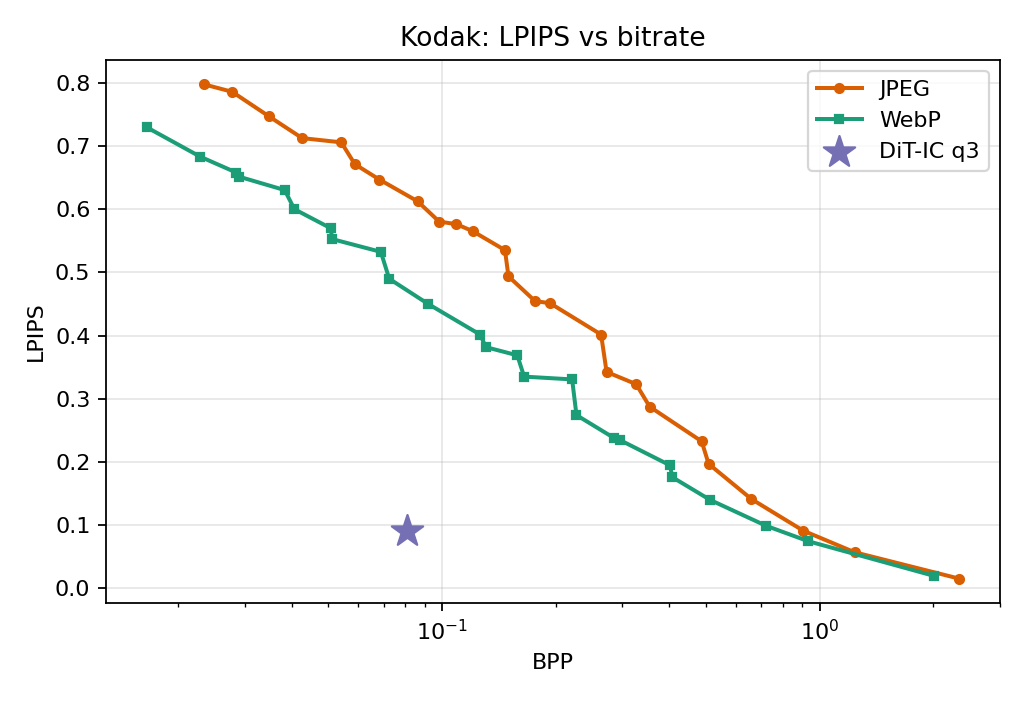 Kodak: LPIPS vs bitrate
JPEG
WebP
DiT-IC q3
LPIPS
0.8
0.7
0.6
0.5
0.4
0.3
0.2
0.1
0.0
10⁻¹
10⁰
BPP